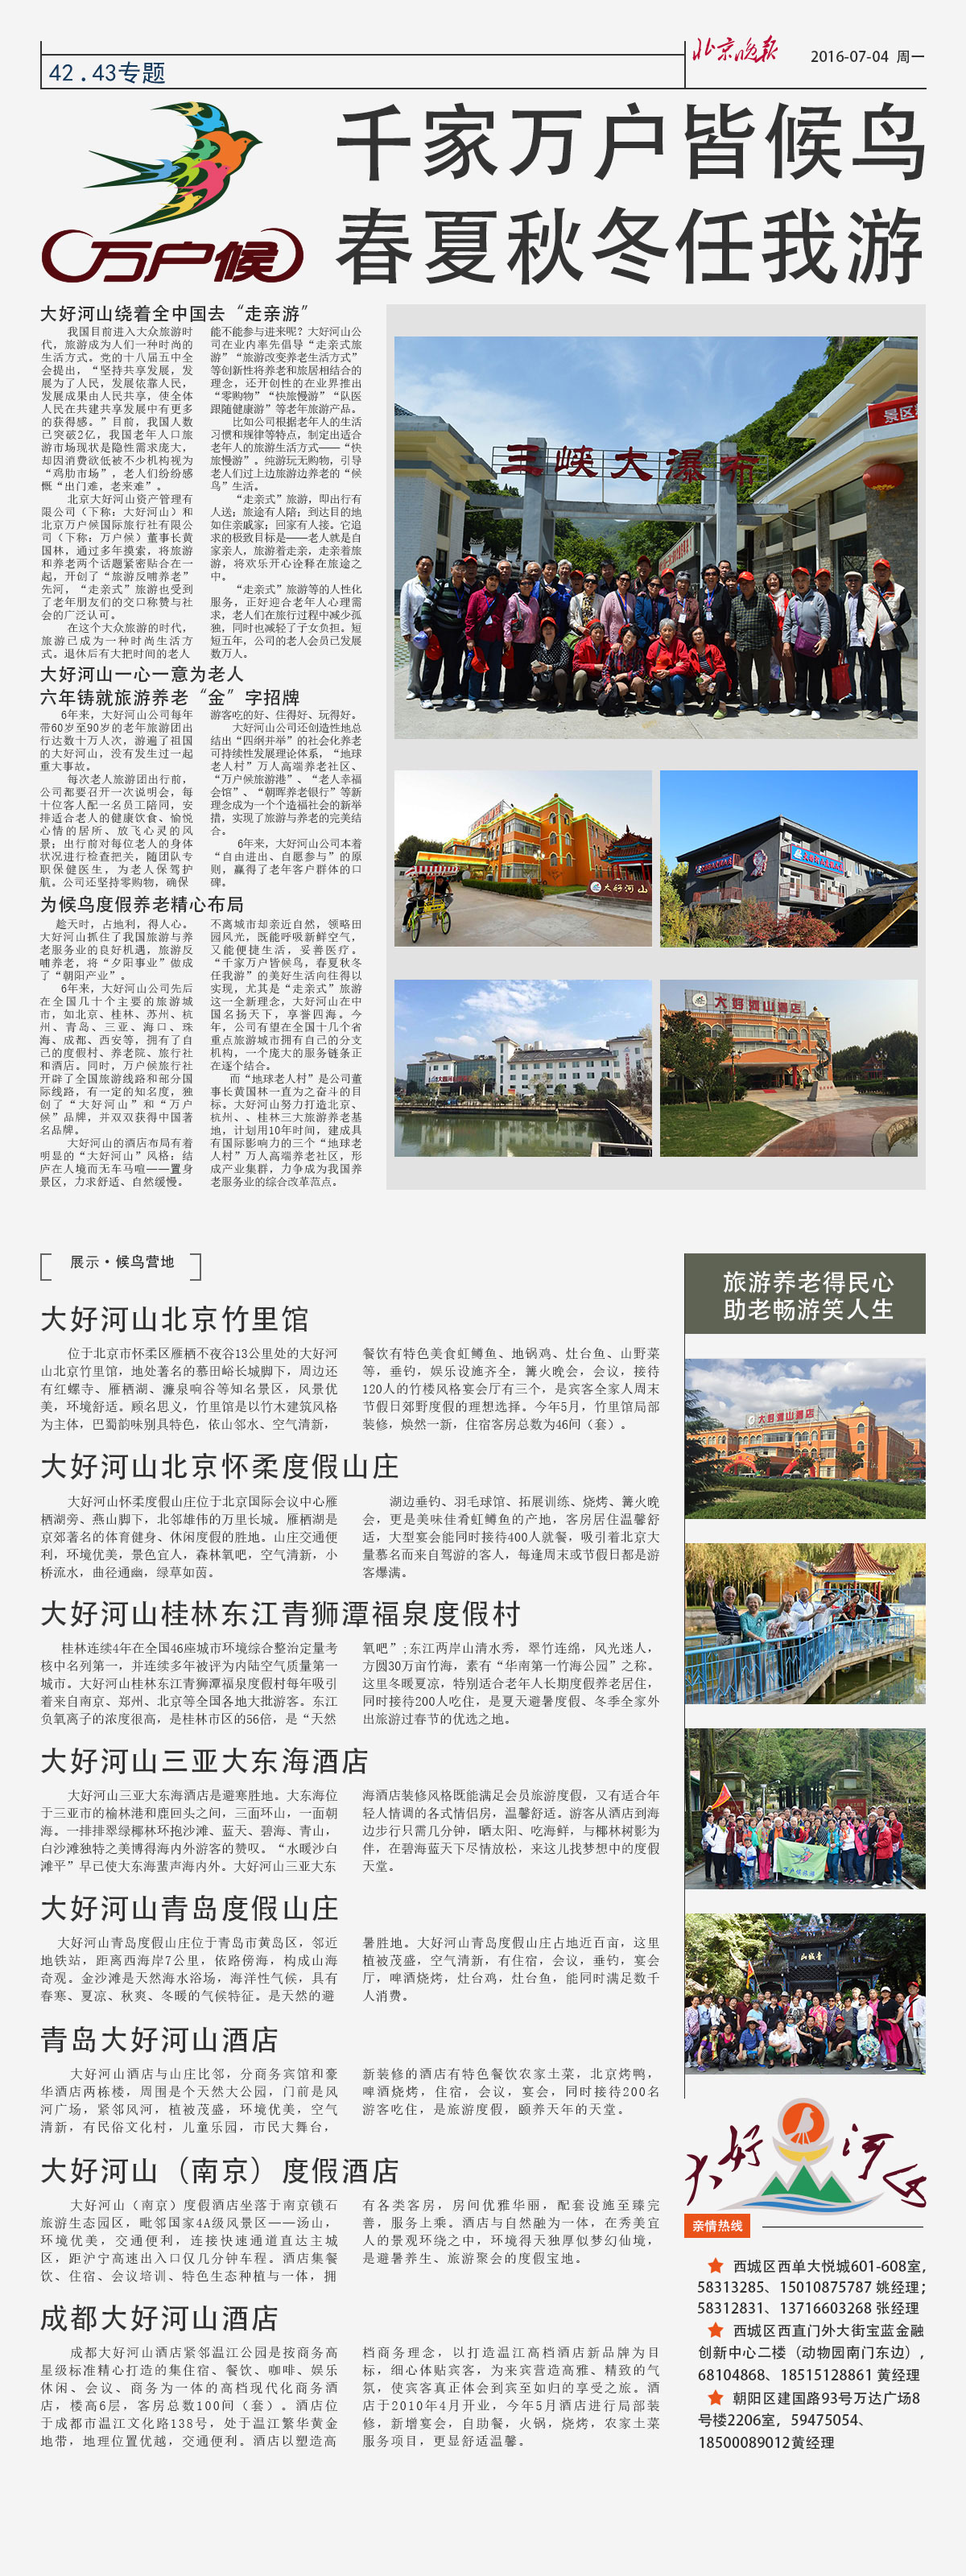 42.43专题
北京晚报
2016-07-04 周一
千家万户皆候鸟
春夏秋冬任我游
万户候
大好河山绕着全中国去“走亲游”
我国目前进入大众旅游时
代，旅游成为人们一种时尚的
生活方式。党的十八届五中全
会提出，“坚持共享发展，发
展为了人民，发展依靠人民，
发展成果由人民共享，使全体
人民在共建共享发展中有更多
的获得感。”目前，我国人数
已突破2亿，我国老年人口旅
游市场现状是隐性需求庞大，
却因消费欲低被不少机构视为
“鸡肋市场”，老人们纷纷感
慨“出门难，老来难”。
北京大好河山资产管理有
限公司（下称：大好河山）和
北京万户候国际旅行社有限公
司（下称：万户候）董事长黄
国林，通过多年摸索，将旅游
和养老两个话题紧密贴合在一
起，开创了“旅游反哺养老”
先河，“走亲式”旅游也受到
了老年朋友们的交口称赞与社
会的广泛认可。
在这个大众旅游的时代，
旅游已成为一种时尚生活方
式。退休后有大把时间的老人
能不能参与进来呢？大好河山公
司在业内率先倡导“走亲式旅
游”“旅游改变养老生活方式”
等创新性将养老和旅居相结合的
理念，还开创性的在业界推出
“零购物”“快旅慢游”“队医
跟随健康游”等老年旅游产品。
比如公司根据老年人的生活
习惯和规律等特点，制定出适合
老年人的旅游生活方式——“快
旅慢游”。纯游玩无购物，引导
老人们过上边旅游边养老的“候
鸟”生活。
“走亲式”旅游，即出行有
人送；旅途有人陪；到达目的地
如住亲戚家；回家有人接。它追
求的极致目标是——老人就是自
家亲人，旅游着走亲，走亲着旅
游，将欢乐开心诠释在旅途之
中。
“走亲式”旅游等的人性化
服务，正好迎合老年人心理需
求，老人们在旅行过程中减少孤
独，同时也减轻了子女负担。短
短五年，公司的老人会员已发展
数万人。
大好河山一心一意为老人
六年铸就旅游养老“金”字招牌
6年来，大好河山公司每年
带60岁至90岁的老年旅游团出
行达数十万人次，游遍了祖国
的大好河山，没有发生过一起
重大事故。
每次老人旅游团出行前，
公司都要召开一次说明会，每
十位客人配一名员工陪同，安
排适合老人的健康饮食、愉悦
心情的居所、放飞心灵的风
景；出行前对每位老人的身体
状况进行检查把关，随团队专
职保健医生，为老人保驾护
航。公司还坚持零购物，确保
游客吃的好、住得好、玩得好。
大好河山公司还创造性地总
结出“四纲并举”的社会化养老
可持续性发展理论体系，“地球
老人村”万人高端养老社区、
“万户候旅游港”、“老人幸福
会馆”、“朝晖养老银行”等新
理念成为一个个造福社会的新举
措，实现了旅游与养老的完美结
合。
6年来，大好河山公司本着
“自由进出、自愿参与”的原
则，赢得了老年客户群体的口
碑。
为候鸟度假养老精心布局
趁天时，占地利，得人心。
大好河山抓住了我国旅游与养
老服务业的良好机遇，旅游反
哺养老，将“夕阳事业”做成
了“朝阳产业”。
6年来，大好河山公司先后
在全国几十个主要的旅游城
市，如北京、桂林、苏州、杭
州、青岛、三亚、海口、珠
海、成都、西安等，拥有了自
己的度假村、养老院、旅行社
和酒店。同时，万户候旅行社
开辟了全国旅游线路和部分国
际线路，有一定的知名度，独
创了“大好河山”和“万户
候”品牌，并双双获得中国著
名品牌。
大好河山的酒店布局有着
明显的“大好河山”风格：结
庐在人境而无车马喧——置身
景区，力求舒适、自然缓慢。
不离城市却亲近自然，领略田
园风光，既能呼吸新鲜空气，
又能便捷生活，妥善医疗。
“千家万户皆候鸟，春夏秋冬
任我游”的美好生活向往得以
实现，尤其是“走亲式”旅游
这一全新理念，大好河山在中
国名扬天下，享誉四海。今
年，公司有望在全国十几个省
重点旅游城市拥有自己的分支
机构，一个庞大的服务链条正
在逐个结合。
而“地球老人村”是公司董
事长黄国林一直为之奋斗的目
标。大好河山努力打造北京、
杭州、、桂林三大旅游养老基
地，计划用10年时间，建成具
有国际影响力的三个“地球老
人村”万人高端养老社区，形
成产业集群，力争成为我国养
老服务业的综合改革范点。
三峡大瀑布
景区
大好河山
大好河山酒店
展示·候鸟营地
大好河山北京竹里馆
位于北京市怀柔区雁栖不夜谷13公里处的大好河
山北京竹里馆，地处著名的慕田峪长城脚下，周边还
有红螺寺、雁栖湖、濂泉响谷等知名景区，风景优
美，环境舒适。顾名思义，竹里馆是以竹木建筑风格
为主体，巴蜀韵味别具特色，依山邻水、空气清新，
餐饮有特色美食虹鳟鱼、地锅鸡、灶台鱼、山野菜
等，垂钓，娱乐设施齐全，篝火晚会，会议，接待
120人的竹楼风格宴会厅有三个，是宾客全家人周末
节假日郊野度假的理想选择。今年5月，竹里馆局部
装修，焕然一新，住宿客房总数为46间（套）。
大好河山北京怀柔度假山庄
大好河山怀柔度假山庄位于北京国际会议中心雁
栖湖旁、燕山脚下，北邻雄伟的万里长城。雁栖湖是
京郊著名的体育健身、休闲度假的胜地。山庄交通便
利，环境优美，景色宜人，森林氧吧，空气清新，小
桥流水，曲径通幽，绿草如茵。
湖边垂钓、羽毛球馆、拓展训练、烧烤、篝火晚
会，更是美味佳肴虹鳟鱼的产地，客房居住温馨舒
适，大型宴会能同时接待400人就餐，吸引着北京大
量慕名而来自驾游的客人，每逢周末或节假日都是游
客爆满。
大好河山桂林东江青狮潭福泉度假村
桂林连续4年在全国46座城市环境综合整治定量考
核中名列第一，并连续多年被评为内陆空气质量第一
城市。大好河山桂林东江青狮潭福泉度假村每年吸引
着来自南京、郑州、北京等全国各地大批游客。东江
负氧离子的浓度很高，是桂林市区的56倍，是“天然
氧吧”;东江两岸山清水秀，翠竹连绵，风光迷人，
方圆30万亩竹海，素有“华南第一竹海公园”之称。
这里冬暖夏凉，特别适合老年人长期度假养老居住，
同时接待200人吃住，是夏天避暑度假、冬季全家外
出旅游过春节的优选之地。
大好河山三亚大东海酒店
大好河山三亚大东海酒店是避寒胜地。大东海位
于三亚市的榆林港和鹿回头之间，三面环山，一面朝
海。一排排翠绿椰林环抱沙滩、蓝天、碧海、青山，
白沙滩独特之美博得海内外游客的赞叹。“水暖沙白
滩平”早已使大东海蜚声海内外。大好河山三亚大东
海酒店装修风格既能满足会员旅游度假，又有适合年
轻人情调的各式情侣房，温馨舒适。游客从酒店到海
边步行只需几分钟，晒太阳、吃海鲜，与椰林树影为
伴，在碧海蓝天下尽情放松，来这儿找梦想中的度假
天堂。
大好河山青岛度假山庄
大好河山青岛度假山庄位于青岛市黄岛区，邻近
地铁站，距离西海岸7公里，依路傍海，构成山海
奇观。金沙滩是天然海水浴场，海洋性气候，具有
春寒、夏凉、秋爽、冬暖的气候特征。是天然的避
暑胜地。大好河山青岛度假山庄占地近百亩，这里
植被茂盛，空气清新，有住宿，会议，垂钓，宴会
厅，啤酒烧烤，灶台鸡，灶台鱼，能同时满足数千
人消费。
青岛大好河山酒店
大好河山酒店与山庄比邻，分商务宾馆和豪
华酒店两栋楼，周围是个天然大公园，门前是风
河广场，紧邻风河，植被茂盛，环境优美，空气
清新，有民俗文化村，儿童乐园，市民大舞台，
新装修的酒店有特色餐饮农家土菜，北京烤鸭，
啤酒烧烤，住宿，会议，宴会，同时接待200名
游客吃住，是旅游度假，颐养天年的天堂。
大好河山（南京）度假酒店
大好河山（南京）度假酒店坐落于南京锁石
旅游生态园区，毗邻国家4A级风景区——汤山，
环境优美，交通便利，连接快速通道直达主城
区，距沪宁高速出入口仅几分钟车程。酒店集餐
饮、住宿、会议培训、特色生态种植与一体，拥
有各类客房，房间优雅华丽，配套设施至臻完
善，服务上乘。酒店与自然融为一体，在秀美宜
人的景观环绕之中，环境得天独厚似梦幻仙境，
是避暑养生、旅游聚会的度假宝地。
成都大好河山酒店
成都大好河山酒店紧邻温江公园是按商务高
星级标准精心打造的集住宿、餐饮、咖啡、娱乐
休闲、会议、商务为一体的高档现代化商务酒
店，楼高6层，客房总数100间（套）。酒店位
于成都市温江文化路138号，处于温江繁华黄金
地带，地理位置优越，交通便利。酒店以塑造高
档商务理念，以打造温江高档酒店新品牌为目
标，细心体贴宾客，为来宾营造高雅、精致的气
氛，使宾客真正体会到宾至如归的享受之旅。酒
店于2010年4月开业，今年5月酒店进行局部装
修，新增宴会，自助餐，火锅，烧烤，农家土菜
服务项目，更显舒适温馨。
旅游养老得民心
助老畅游笑人生
大好河山酒店
万户候旅游
青城山
大好河山
亲情热线
西城区西单大悦城601-608室,
58313285、15010875787 姚经理;
58312831、13716603268 张经理
西城区西直门外大街宝蓝金融
创新中心二楼（动物园南门东边）,
68104868、18515128861 黄经理
朝阳区建国路93号万达广场8
号楼2206室，59475054、
18500089012黄经理